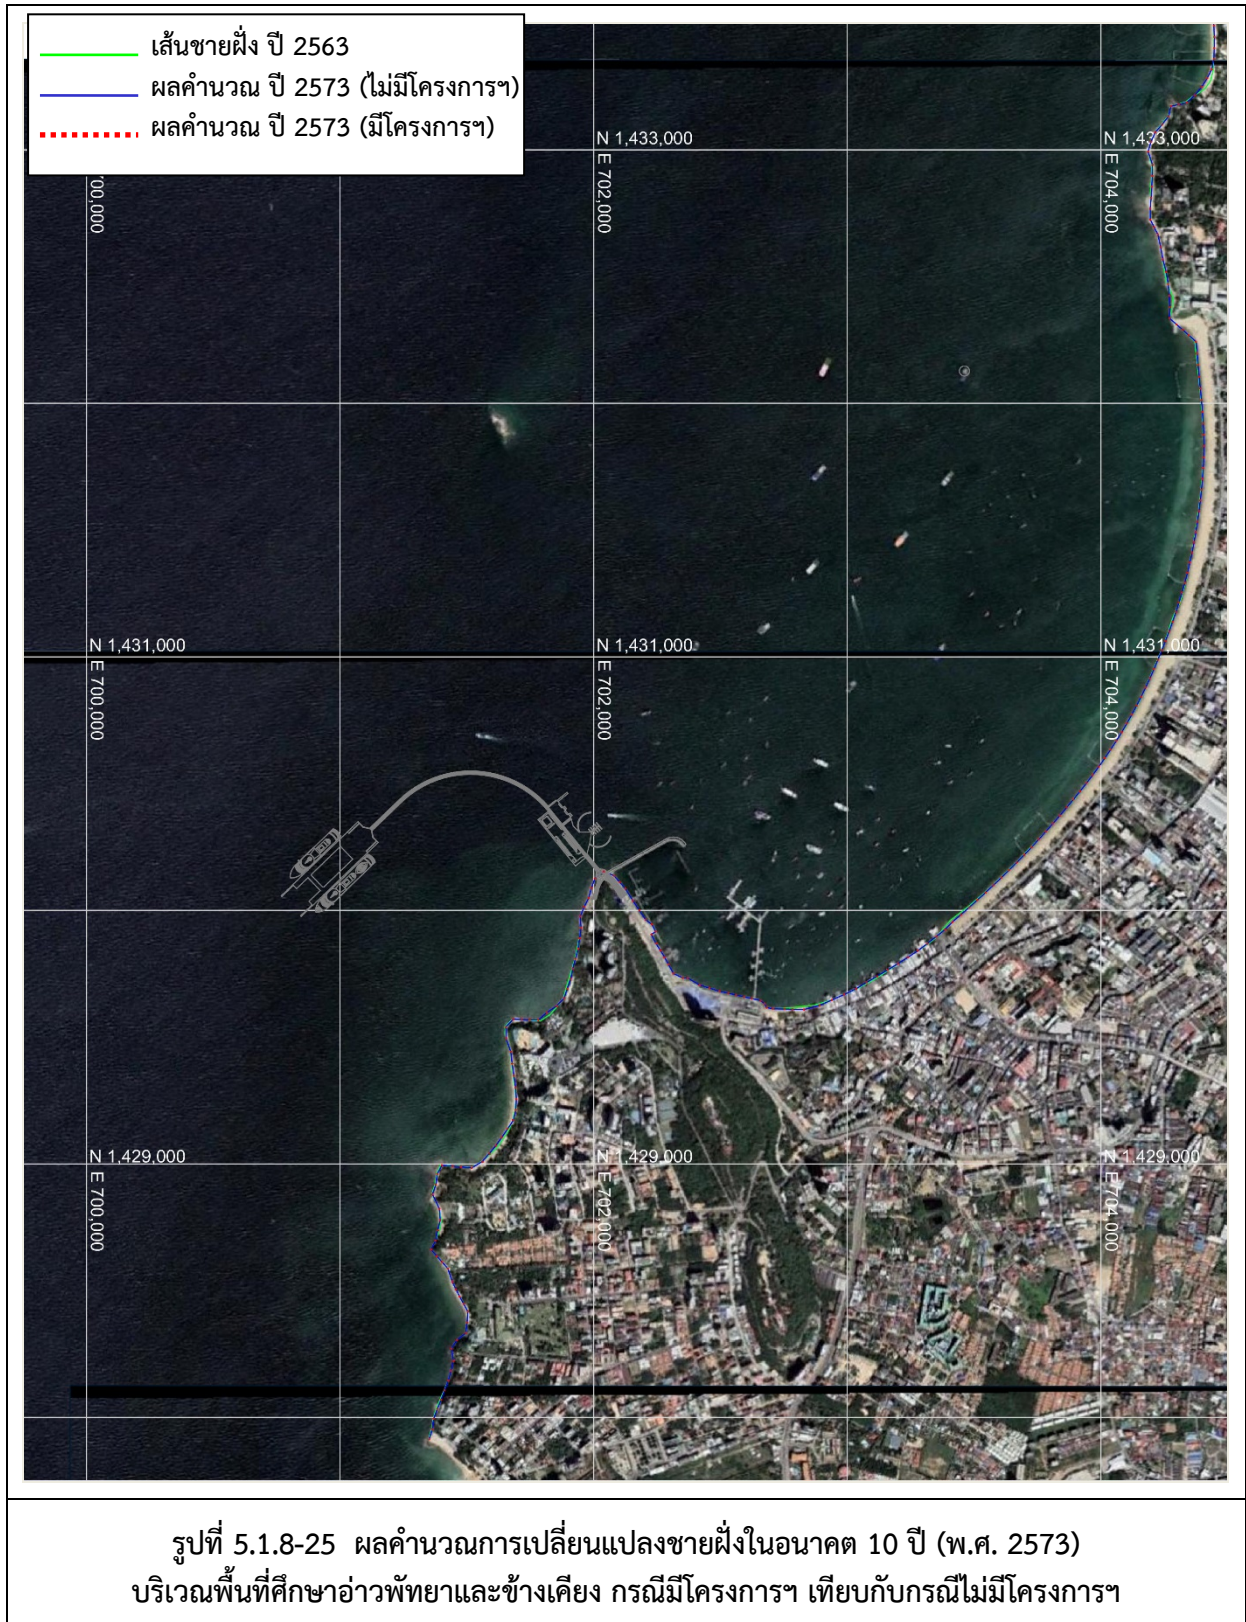 เส้นชายฝั่ง ปี 2563
ผลคำนวณ ปี 2573 (ไม่มีโครงการฯ)
ผลคำนวณ ปี 2573 (มีโครงการฯ)
N 1,433,000
N 1,433,000
00,000
E 702,000
E 704,000
N 1,431,000
N 1,431,000
N 1,431,000
E 700,000
E 702,000
E 704,000
N 1,429,000
N 1,429,000
N 1,429,000
E 700,000
E 702,000
E 704,000
รูปที่ 5.1.8-25 ผลคำนวณการเปลี่ยนแปลงชายฝั่งในอนาคต 10 ปี (พ.ศ. 2573)
บริเวณพื้นที่ศึกษาอ่าวพัทยาและข้างเคียง กรณีมีโครงการฯ เทียบกับกรณีไม่มีโครงการฯ